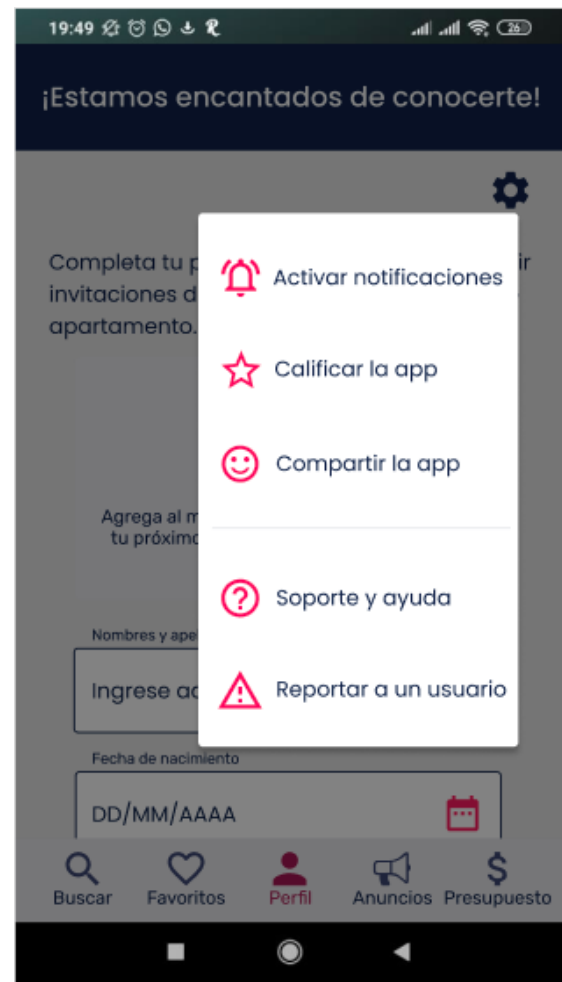 19:49
26
¡Estamos encantados de conocerte!
Completa tu p
ir
invitaciones d
apartamento.
Activar notificaciones
Calificar la app
Compartir la app
Agrega al m
tu próximo
Soporte y ayuda
Nombres y apel
Ingrese ac
Reportar a un usuario
Fecha de nacimiento
DD/MM/AAAA
Buscar Favoritos Perfil Anuncios Presupuesto